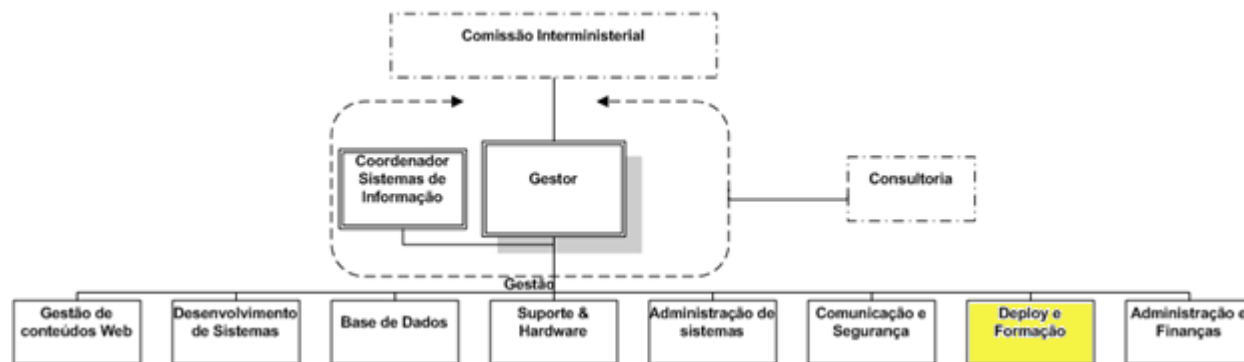 Comissão Interministerial
Coordenador
Sistemas de
Informação
Gestor
Consultoria
Gestão
Gestão de
conteúdos Web
Desenvolvimento
de Sistemas
Base de Dados
Suporte &
Hardware
Administração de
sistemas
Comunicação e
Segurança
Deploy e
Formação
Administração e
Finanças